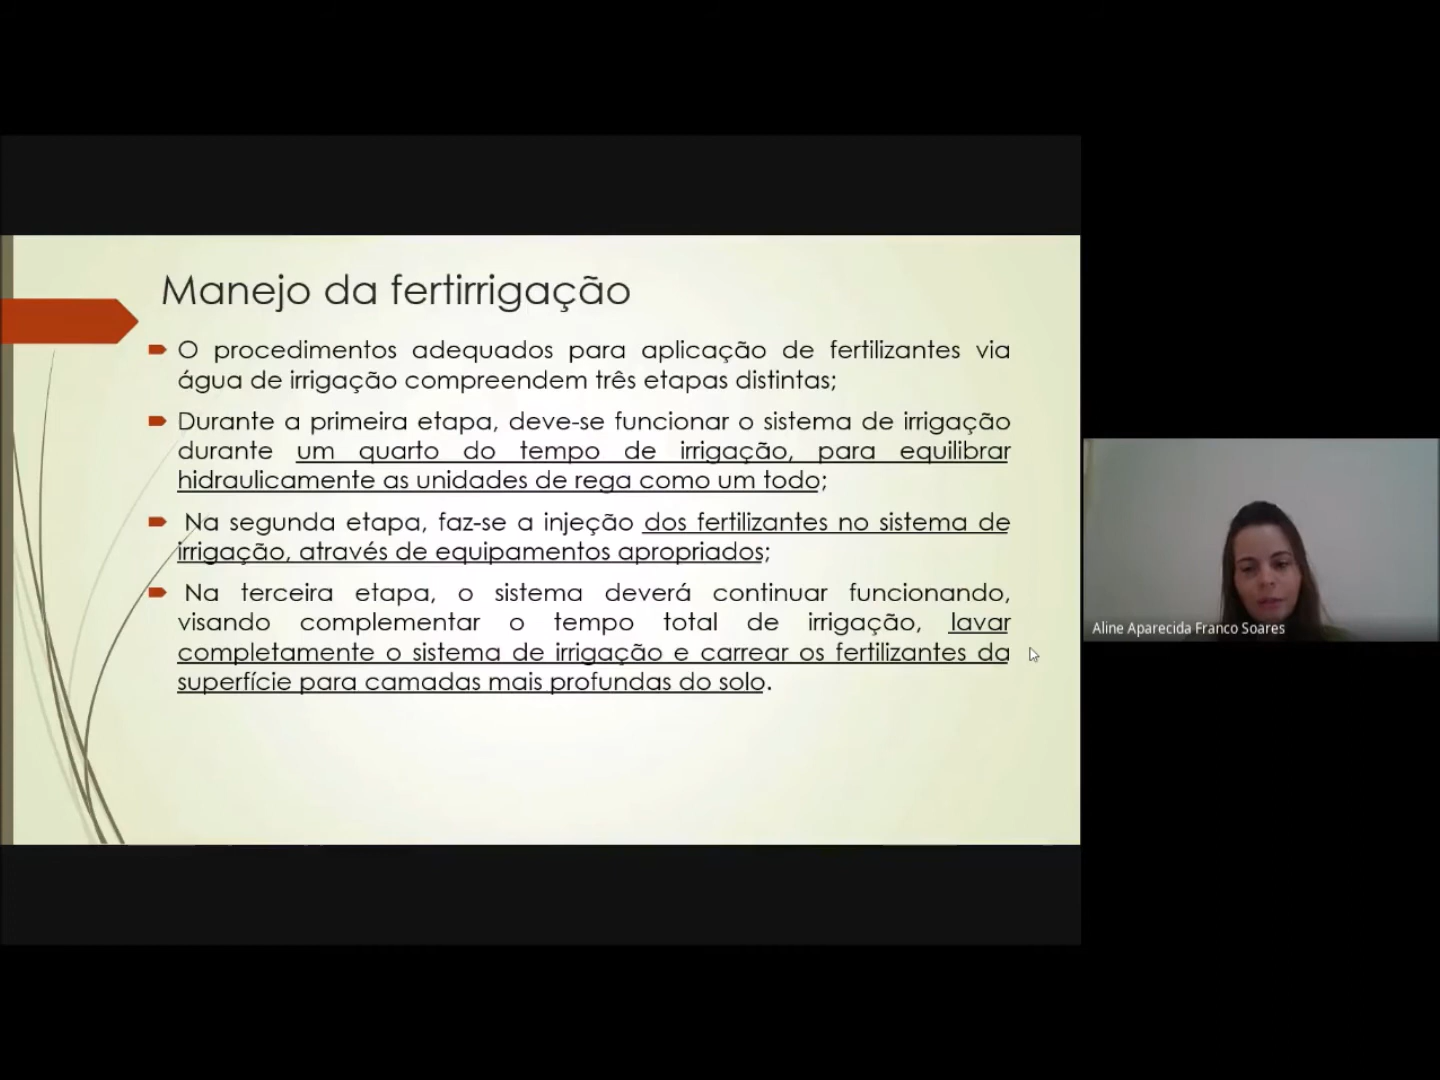 Manejo da fertirrigação
O procedimentos adequados para aplicação de fertilizantes via
água de irrigação compreendem três etapas distintas;
Durante a primeira etapa, deve-se funcionar o sistema de irrigação
durante um quarto do tempo de irrigação, para equilibrar
hidraulicamente as unidades de rega como um todo;
Na segunda etapa, faz-se a injeção dos fertilizantes no sistema de
irrigação, através de equipamentos apropriados;
Na terceira etapa, o sistema deverá continuar funcionando,
visando complementar o tempo total de irrigação, lavar
completamente o sistema de irrigação e carrear os fertilizantes da
superfície para camadas mais profundas do solo.
Aline Aparecida Franco Soares